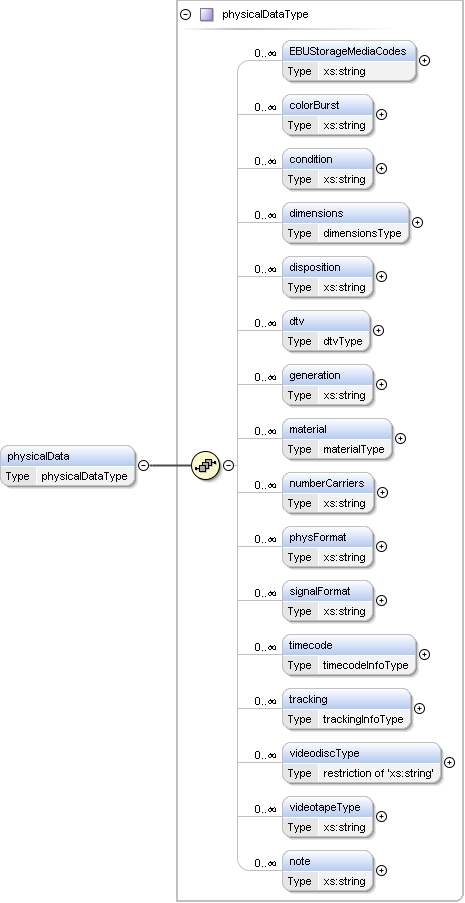 physicalDataType
0..∞ EBUStorageMediaCodes
Type xs:string
0..∞ colorBurst
Type xs:string
0..∞ condition
Type xs:string
0..∞ dimensions
Type dimensionsType
0..∞ disposition
Type xs:string
0..∞ dtv
Type dtvType
0..∞ generation
Type xs:string
0..∞ material
Type materialType
physicalData
Type physicalDataType
0..∞ numberCarriers
Type xs:string
0..∞ physFormat
Type xs:string
0..∞ signalFormat
Type xs:string
0..∞ timecode
Type timecodeInfoType
0..∞ tracking
Type trackingInfoType
0..∞ videodiscType
Type restriction of 'xs:string'
0..∞ videotapeType
Type xs:string
0..∞ note
Type xs:string